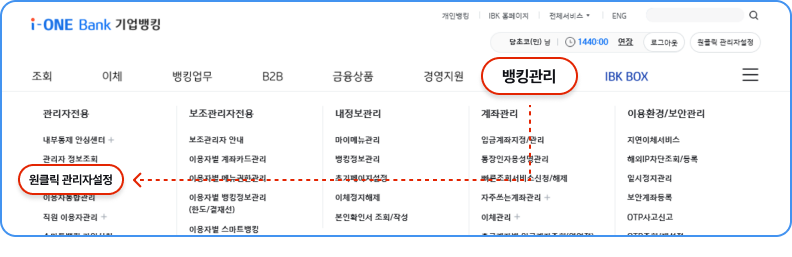 i-ONE Bank 기업뱅킹
개인뱅킹 IBK 홈페이지 전체서비스 ENG
당초코(민) 님 1440:00 연장 로그아웃 원클릭 관리자설정
조회 이체 뱅킹업무 B2B 금융상품 경영지원 뱅킹관리 IBK BOX
관리자전용 보조관리자전용 내정보관리 계좌관리 이용환경/보안관리
내부통제 안심센터 + 보조관리자 안내 마이메뉴관리 입금계좌지정/관리 지연이체서비스
관리자 정보조회 이용자별 계좌카드관리 뱅킹정보관리 통장인자용성명관리 해외IP차단조회/등록
원클릭 관리자설정 이용자별 메뉴권한관리 초기페이지설정 빠른조회서비스신청/해제 일시정지관리
이용자통합관리 이용자별 뱅킹정보관리 이체정지해제 자주쓰는계좌관리 + 보안계좌등록
(한도/결재선)
직원 이용자관리 + 본인확인서 조회/작성 이체관리 + OTP사고신고
이용자별 스마트뱅킹